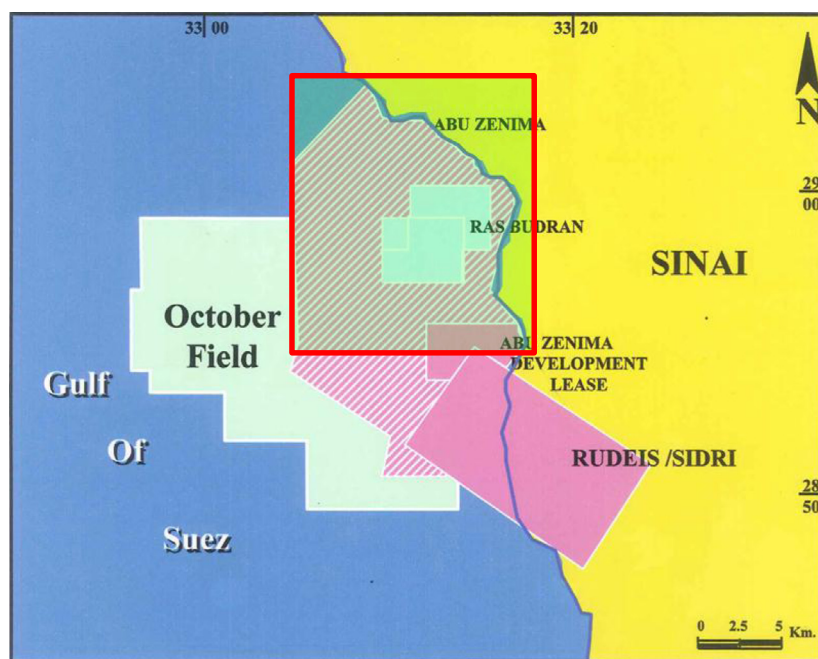 33 00
33 20
N
ABU ZENIMA
29
00
RAS BUDRAN
SINAI
October
Field
ABU ZENIMA
DEVELOPMENT
LEASE
Gulf
Of
Suez
RUDEIS /SIDRI
28
50
0 2.5 5
Km.